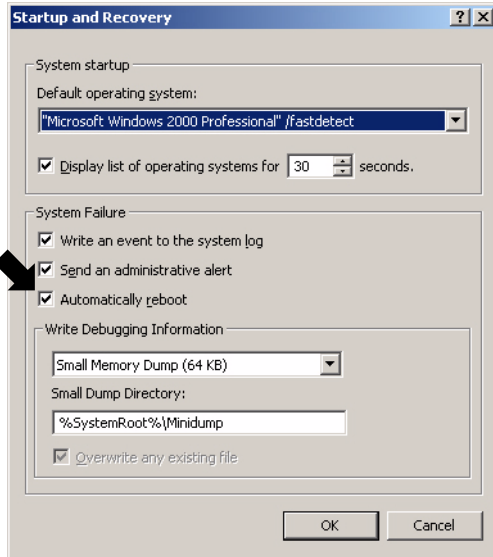 Startup and Recovery
System startup
Default operating system:
"Microsoft Windows 2000 Professional" /fastdetect
Display list of operating systems for 30 seconds.
System Failure
Write an event to the system log
Send an administrative alert
Automatically reboot
Write Debugging Information
Small Memory Dump (64 KB)
Small Dump Directory:
%SystemRoot%\Minidump
Overwrite any existing file
OK Cancel